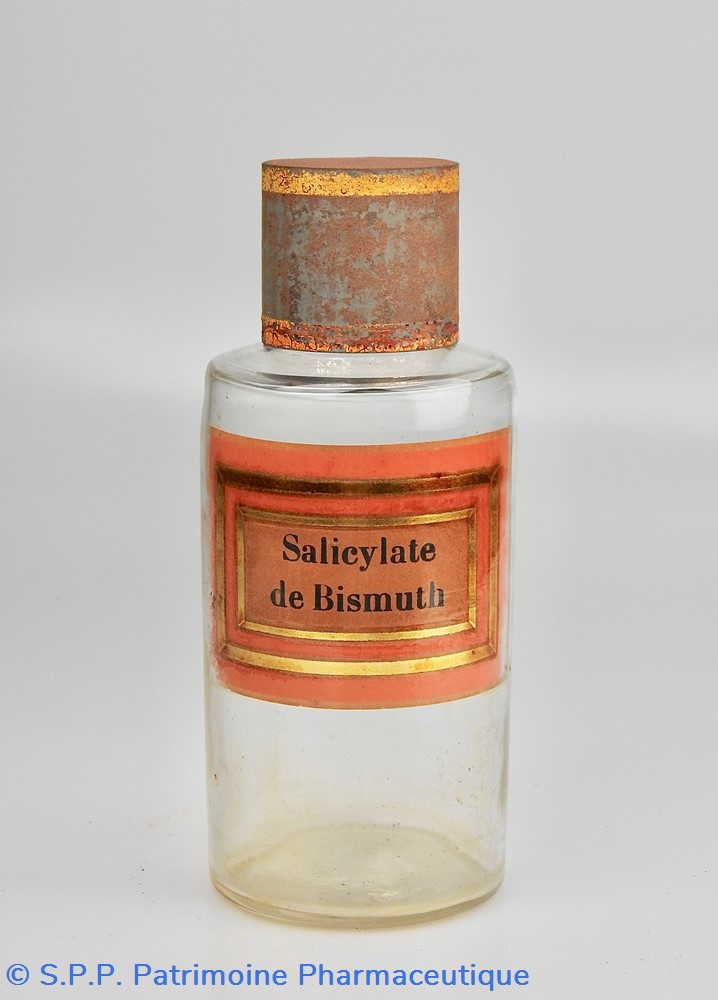 Salicylate
de Bismuth
© S.P.P. Patrimoine Pharmaceutique